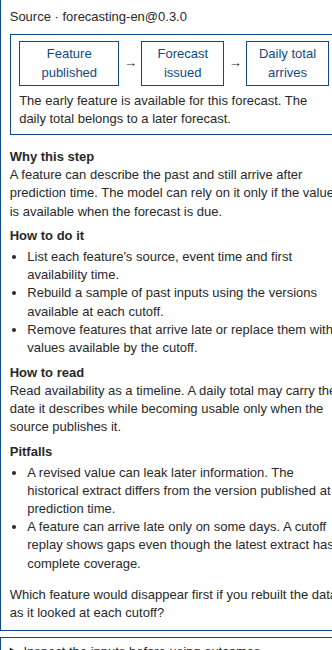 Source · forecasting-en@0.3.0
Feature published → Forecast issued → Daily total arrives
The early feature is available for this forecast. The
daily total belongs to a later forecast.
Why this step
A feature can describe the past and still arrive after
prediction time. The model can rely on it only if the value
is available when the forecast is due.
How to do it
• List each feature's source, event time and first
availability time.
• Rebuild a sample of past inputs using the versions
available at each cutoff.
• Remove features that arrive late or replace them with
values available by the cutoff.
How to read
Read availability as a timeline. A daily total may carry the
date it describes while becoming usable only when the
source publishes it.
Pitfalls
• A revised value can leak later information. The
historical extract differs from the version published at
prediction time.
• A feature can arrive late only on some days. A cutoff
replay shows gaps even though the latest extract has
complete coverage.
Which feature would disappear first if you rebuilt the data
as it looked at each cutoff?